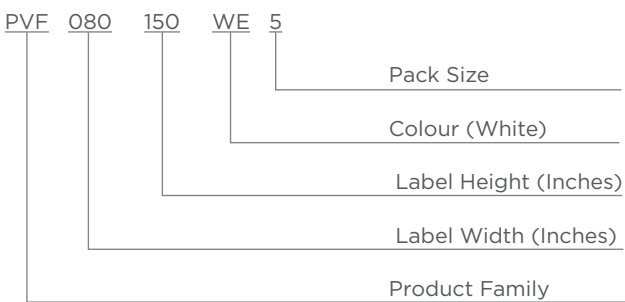 PVF 080 150 WE 5
Pack Size
Colour (White)
Label Height (Inches)
Label Width (Inches)
Product Family